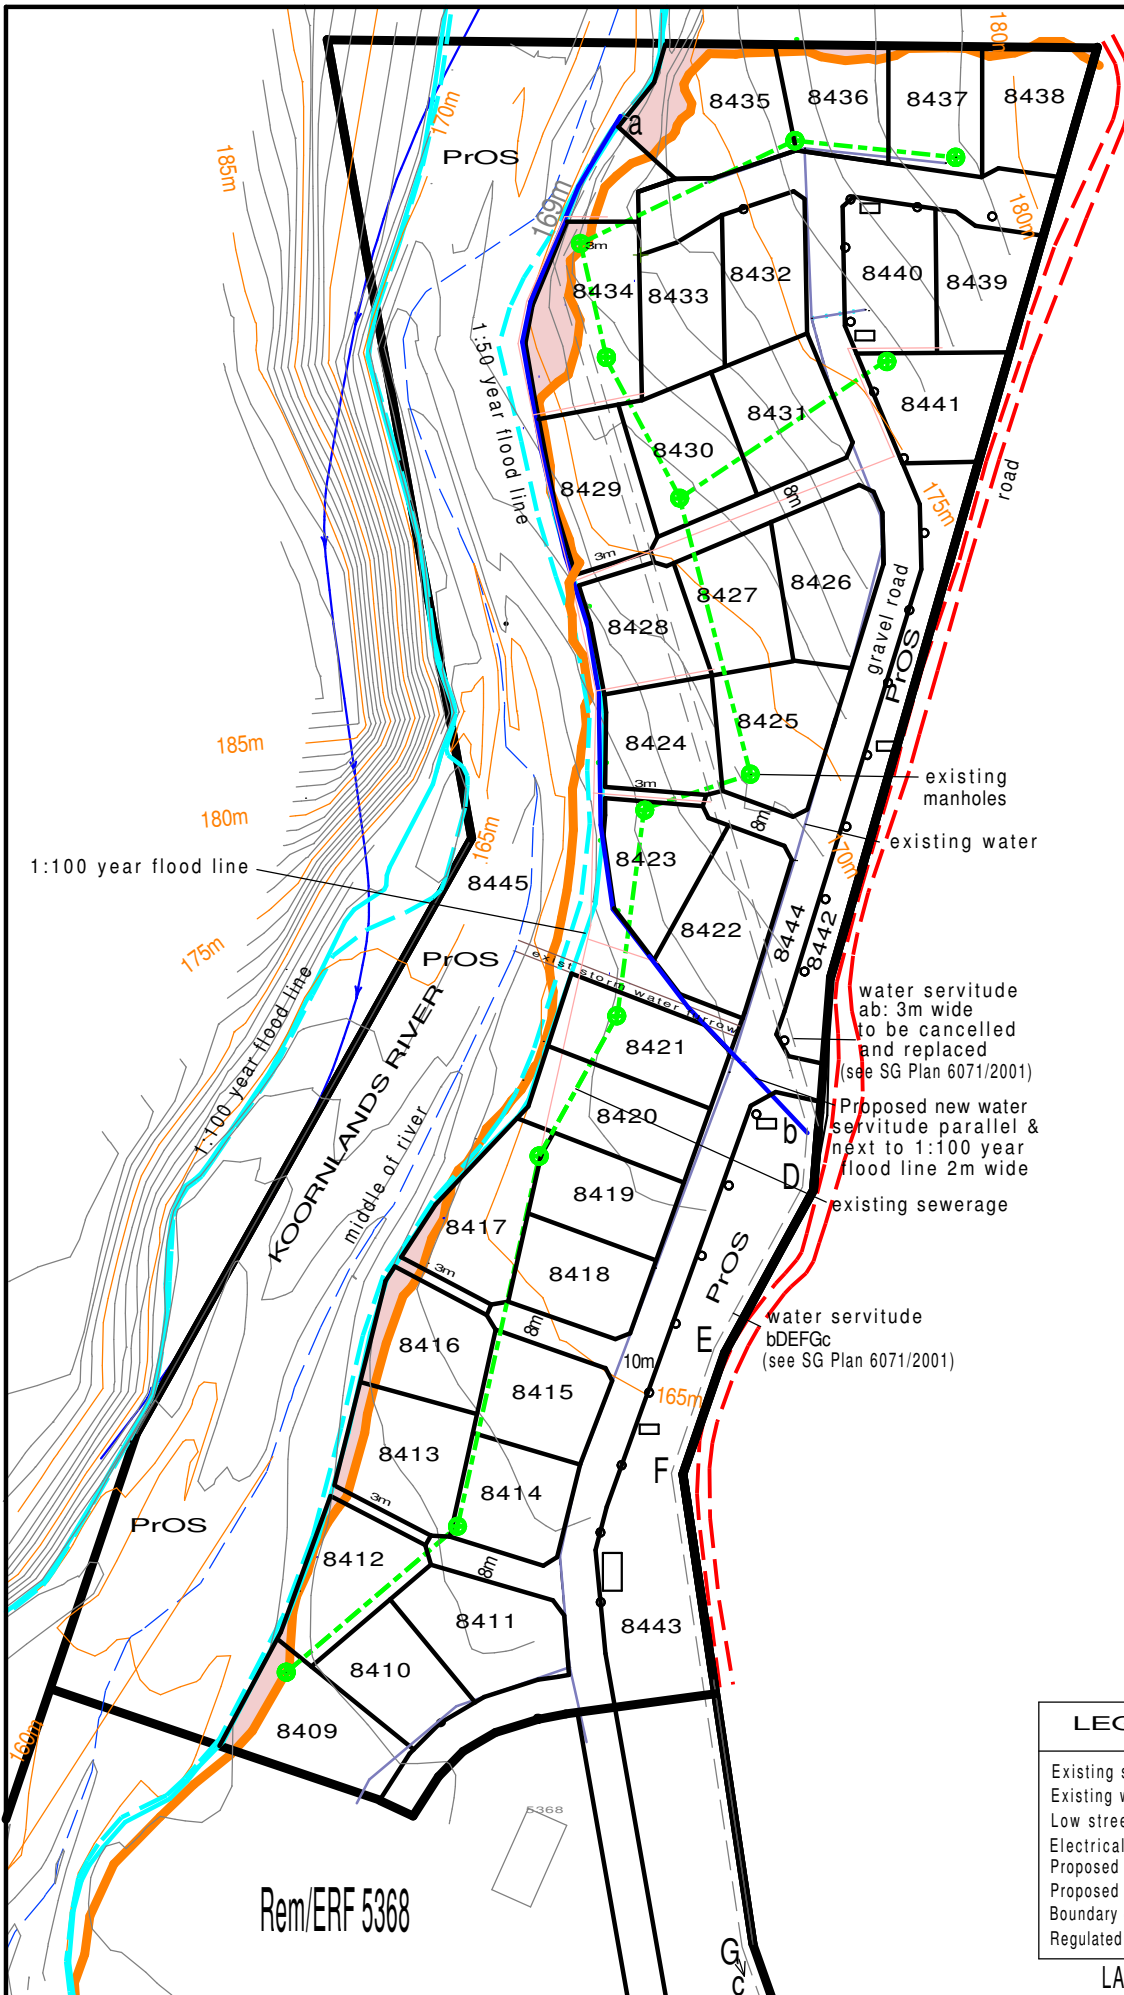 180m
170m
185m
PrOS
a
8435
8436
8437
8438
169m
180m
3m
8434
8433
8432
8440
8439
1:50 year flood line
8441
8431
8430
8429
road
8m
175m
3m
8427
8426
8428
gravel road
PrOS
8425
8424
185m
3m
existing
manholes
180m
8m
existing water
165m
170m
1:100 year flood line
8423
8445
8422
8444
8442
175m
PrOS
exist storm water furrow
water servitude
ab: 3m wide
to be cancelled
and replaced
(see SG Plan 6071/2001)
8421
1:100 year flood line
KOORNLANDS RIVER
middle of river
8420
Proposed new water
servitude parallel &
next to 1:100 year
flood line 2m wide
b
D
existing sewerage
8419
8417
8418
3m
PrOS
8m
E
water servitude
bDEFGc
(see SG Plan 6071/2001)
8416
10m
8415
165m
8413
F
8414
3m
PrOS
8412
8m
8411
8443
8410
8409
160m
5368
Rem/ERF 5368
G
c
LEG
Existing s
Existing w
Low stree
Electrical
Proposed
Proposed
Boundary
Regulated
LA